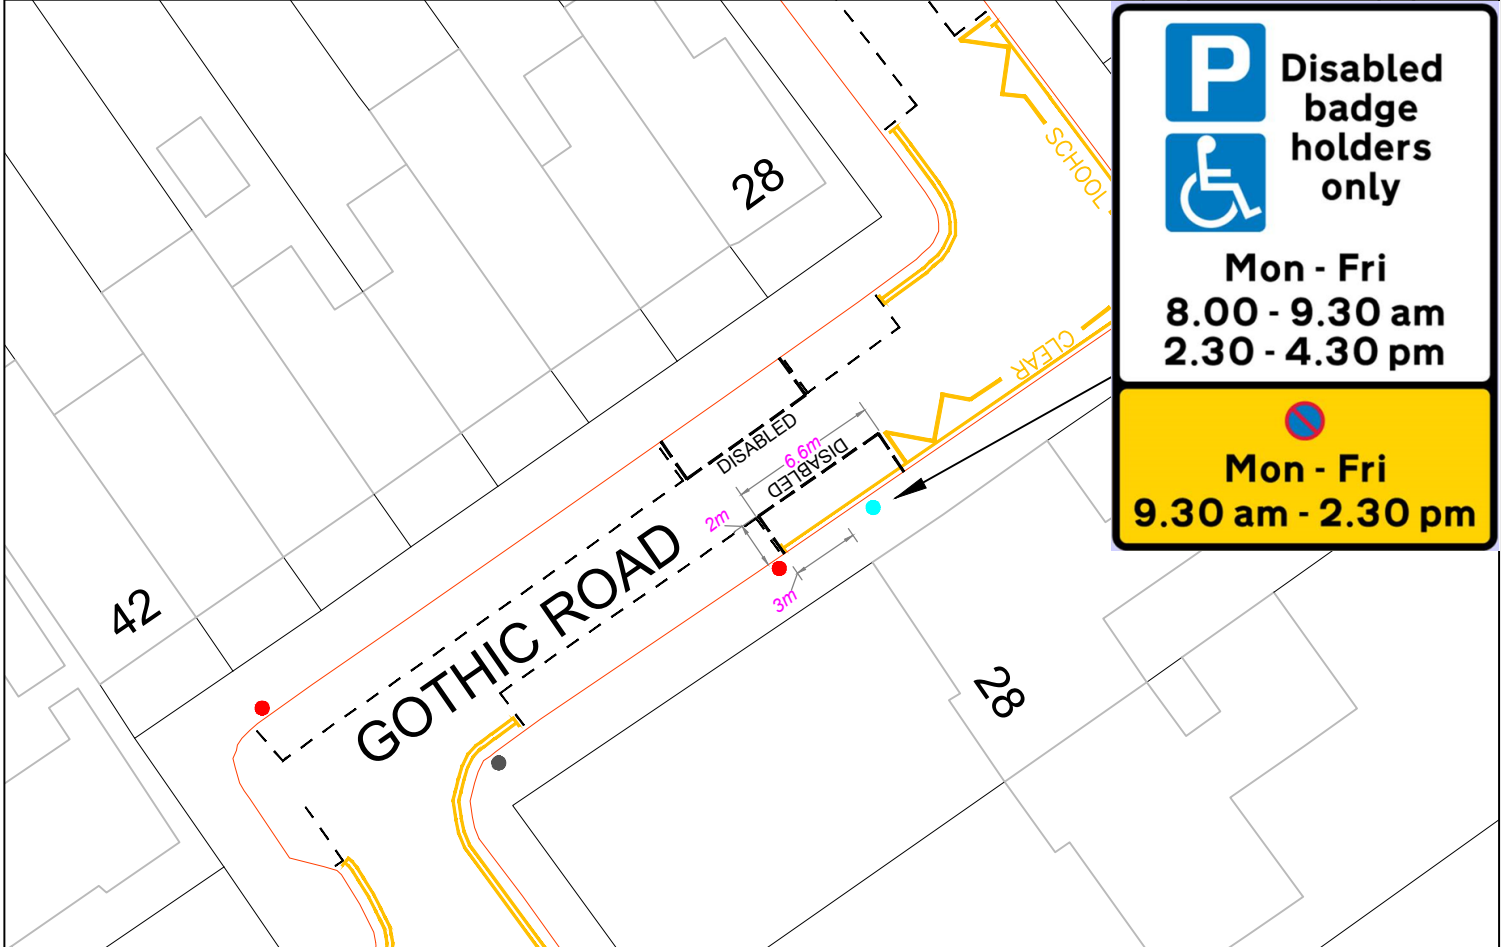 28
SCHOOL
CLEAR
DISABLED
6.6m
DISABLED
2m
GOTHIC ROAD
3m
42
28
P
Disabled
badge
holders
only
Mon - Fri
8.00 - 9.30 am
2.30 - 4.30 pm
Mon - Fri
9.30 am - 2.30 pm